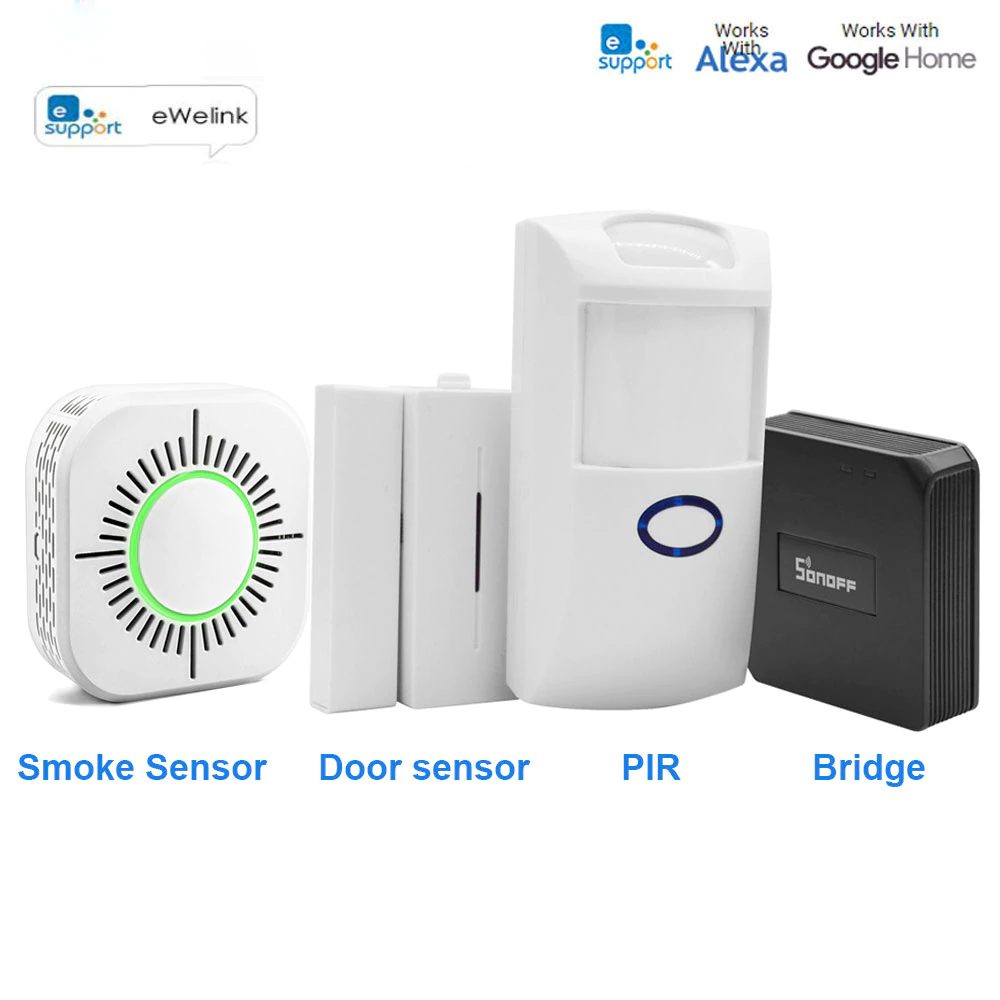 e
support
Works
With
Alexa
Works With
Google Home
e
support
eWelink
SONOFF
Smoke Sensor
Door sensor
PIR
Bridge